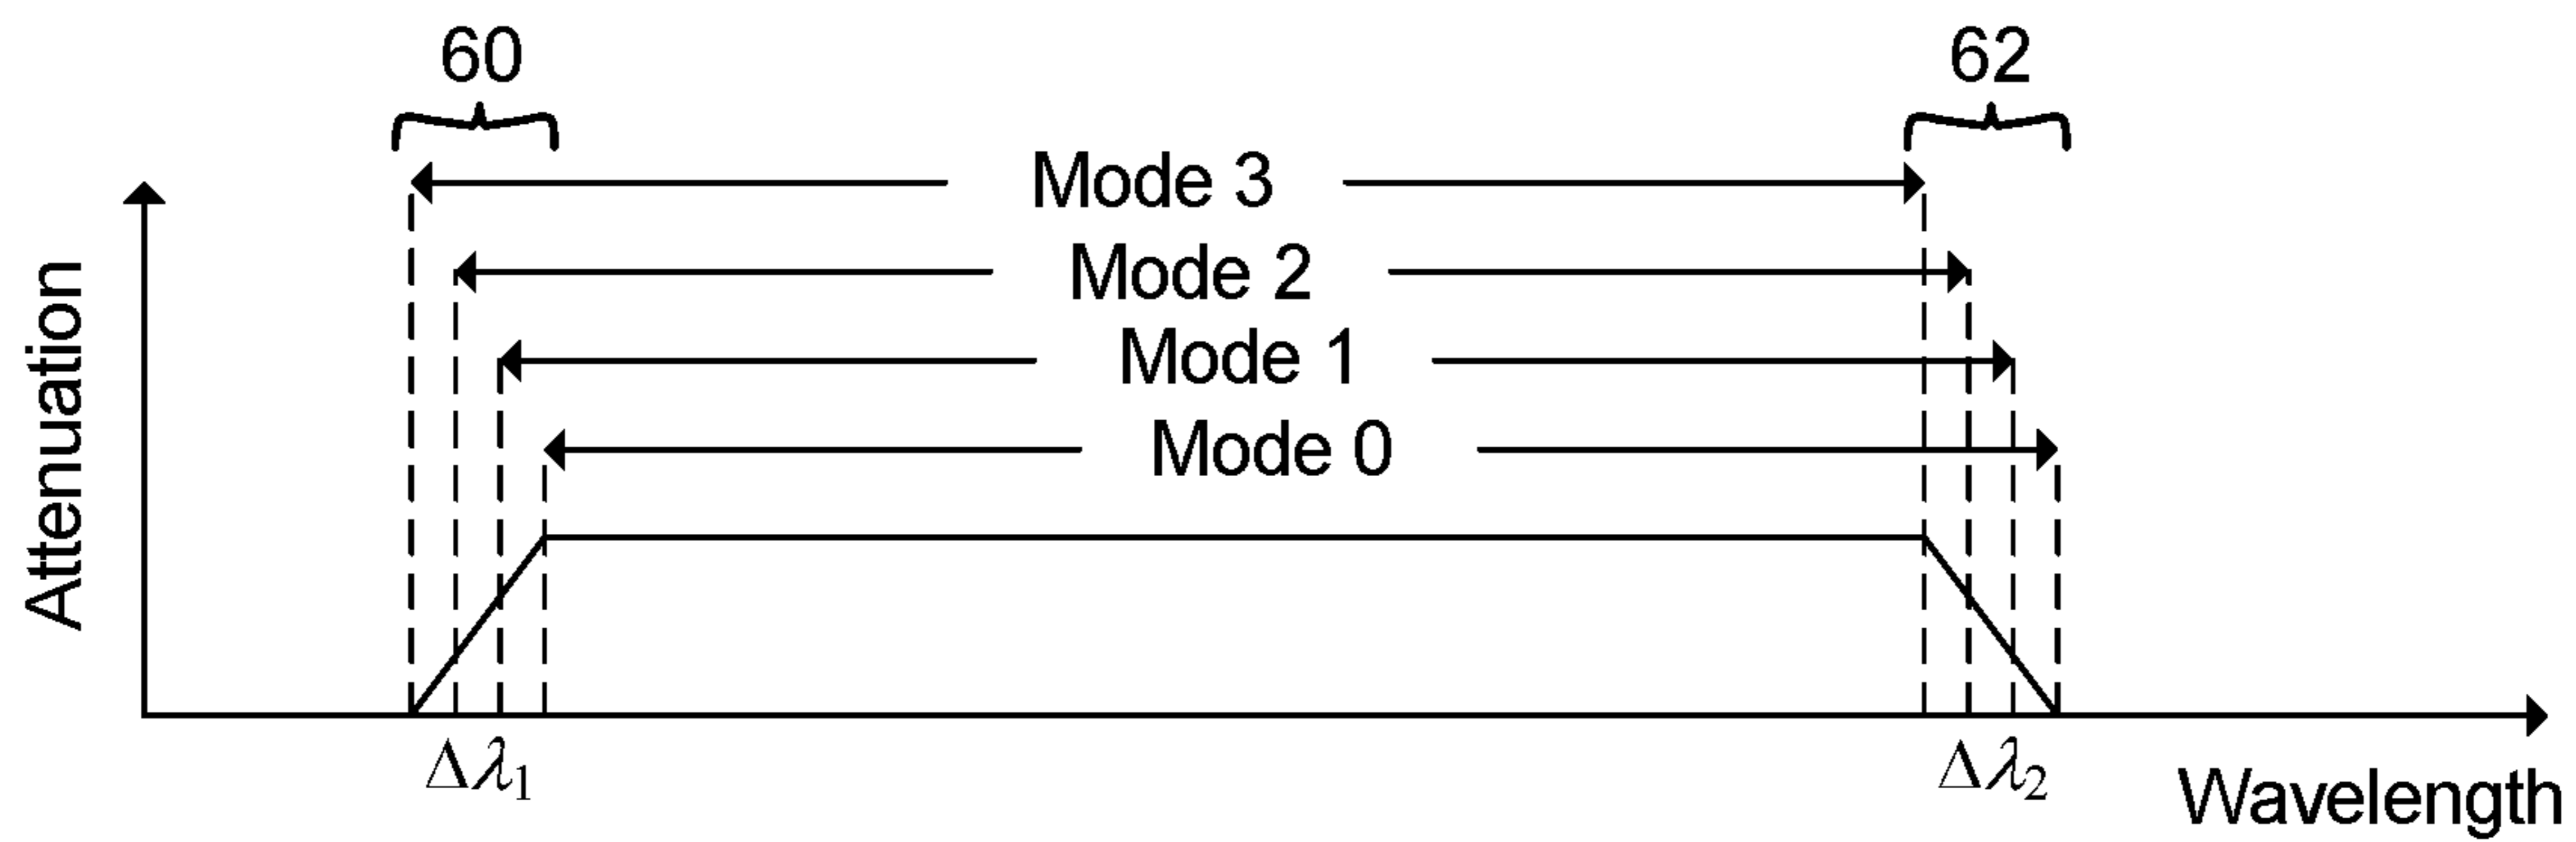 60
62
Mode 3
Mode 2
Mode 1
Mode 0
Attenuation
Δλ1
Δλ2
Wavelength